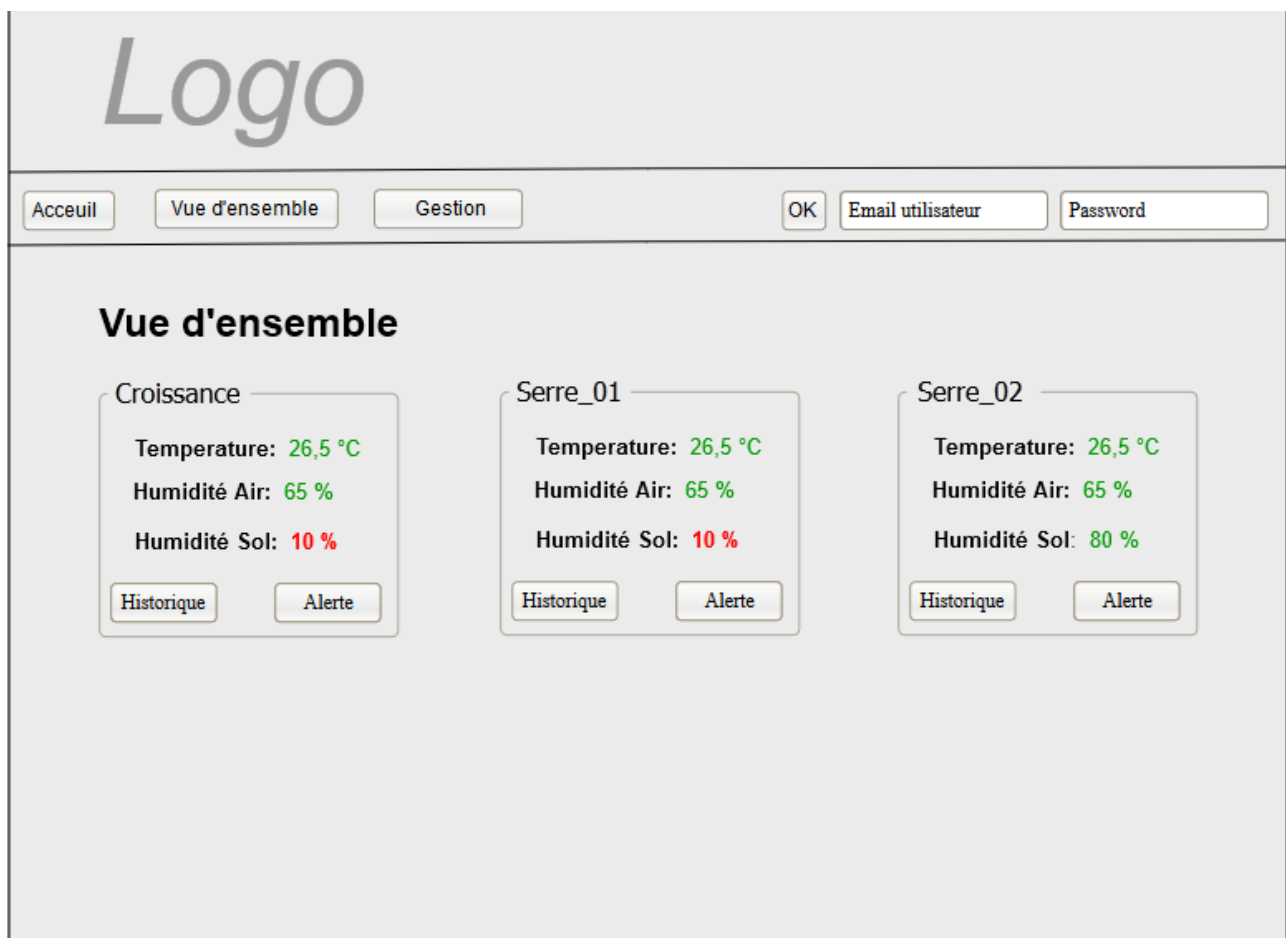 Logo
Acceuil Vue d'ensemble Gestion OK Email utilisateur Password
Vue d'ensemble
Croissance
Temperature: 26,5 °C
Humidité Air: 65 %
Humidité Sol: 10 %
Historique Alerte
Serre_01
Temperature: 26,5 °C
Humidité Air: 65 %
Humidité Sol: 10 %
Historique Alerte
Serre_02
Temperature: 26,5 °C
Humidité Air: 65 %
Humidité Sol: 80 %
Historique Alerte